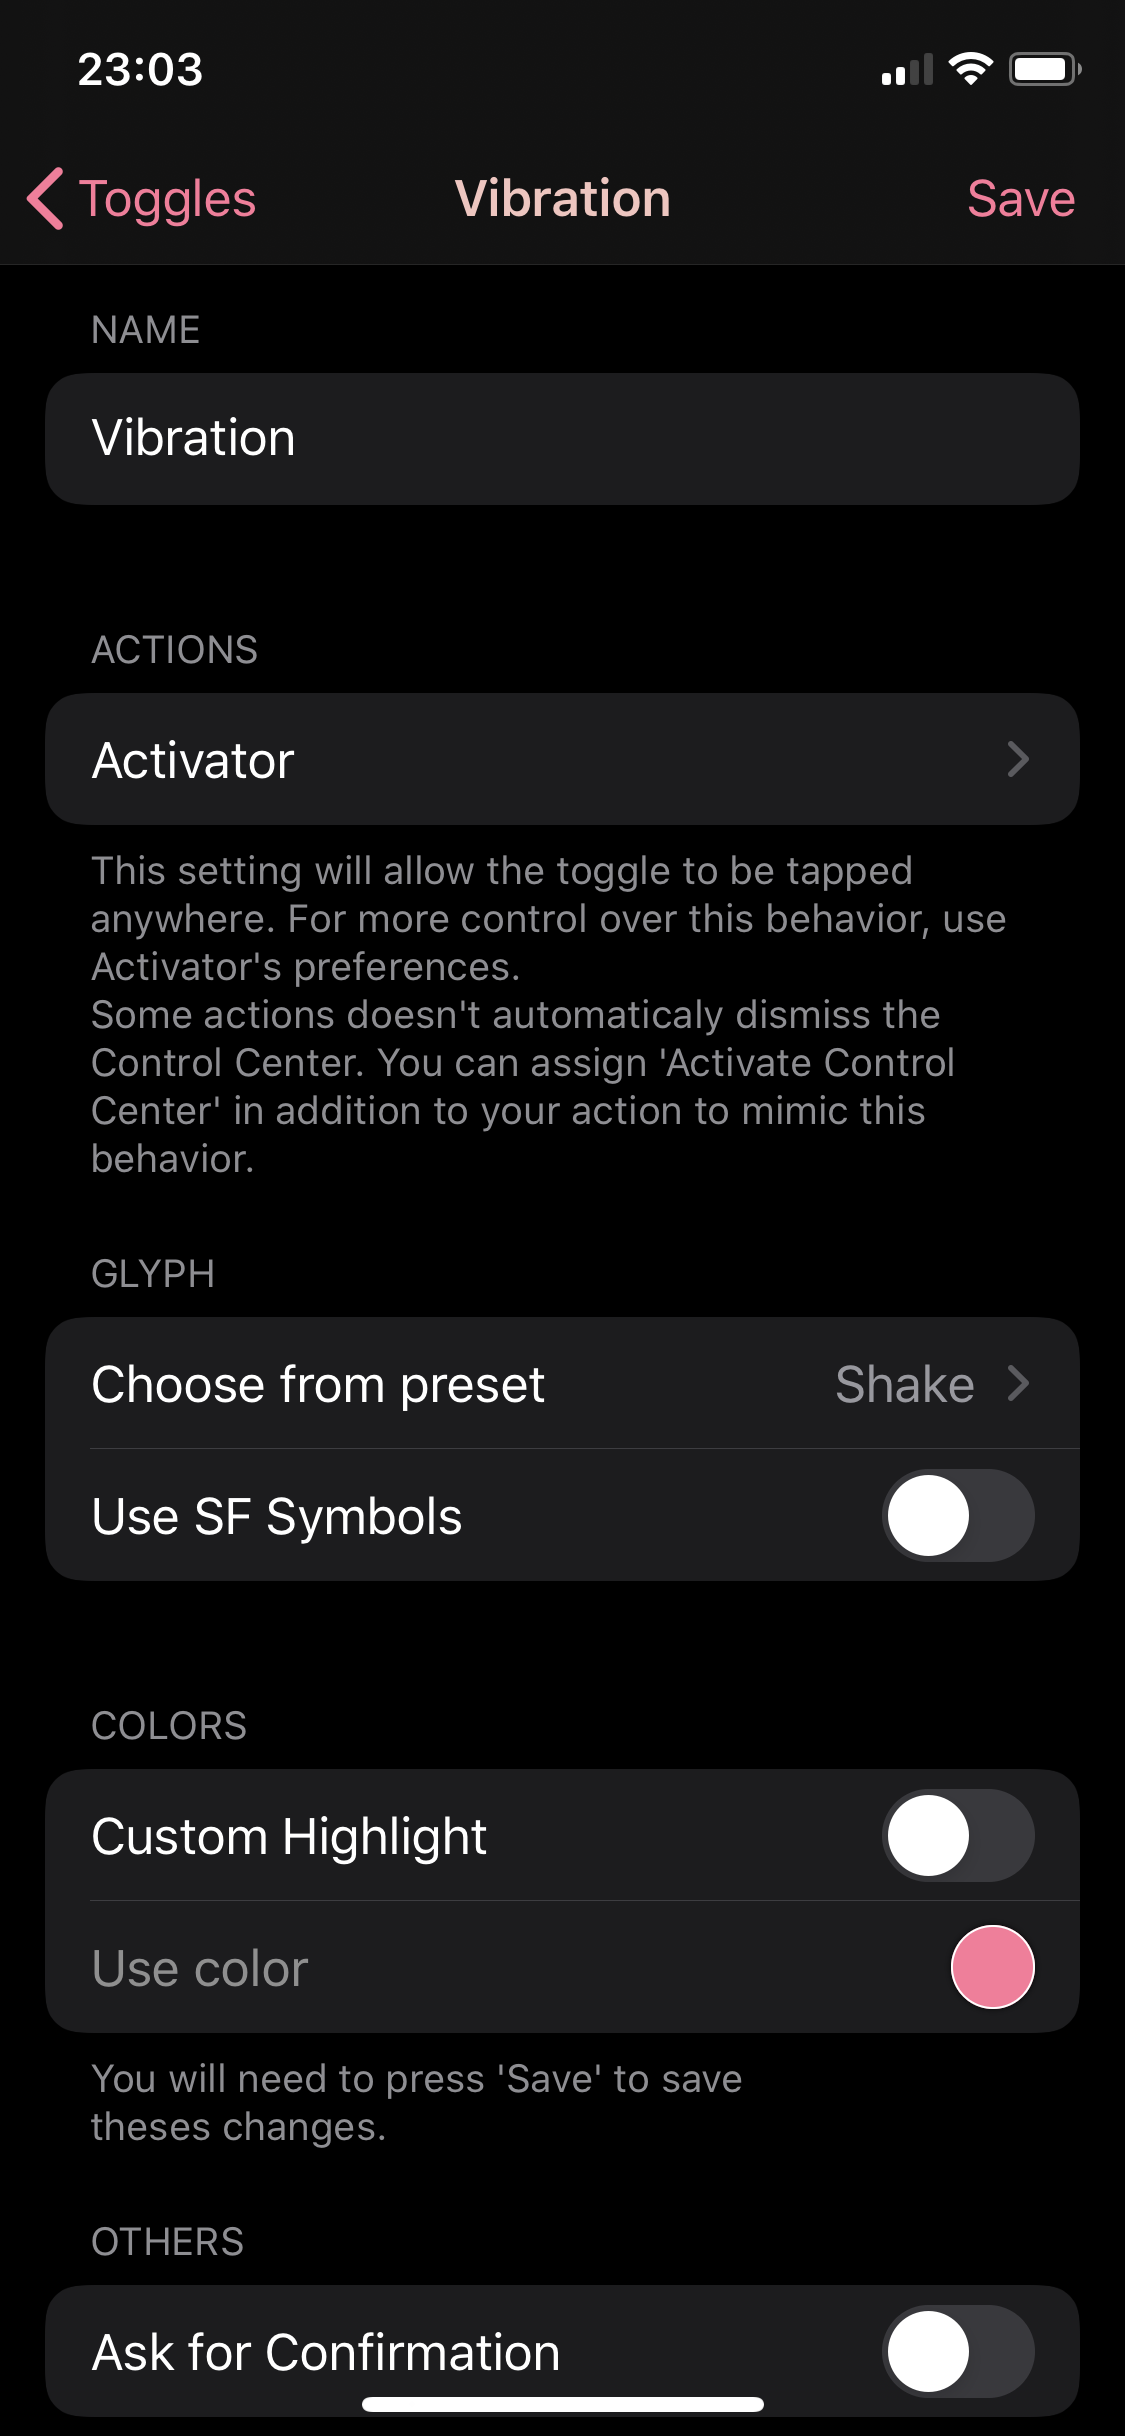 23:03
Toggles
Vibration
Save
NAME
Vibration
ACTIONS
Activator
This setting will allow the toggle to be tapped
anywhere. For more control over this behavior, use
Activator's preferences.
Some actions doesn't automaticaly dismiss the
Control Center. You can assign 'Activate Control
Center' in addition to your action to mimic this
behavior.
GLYPH
Choose from preset Shake
Use SF Symbols
COLORS
Custom Highlight
Use color
You will need to press 'Save' to save
theses changes.
OTHERS
Ask for Confirmation